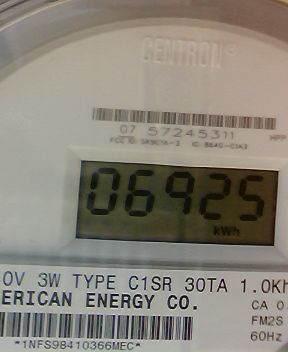 CENTRON®
07 57245311
06925
kWh
0V 3W TYPE C1SR 30TA 1.0Kh
ERICAN ENERGY CO.
CA 0
FM2S
60Hz
*1NFS98410366MEC*